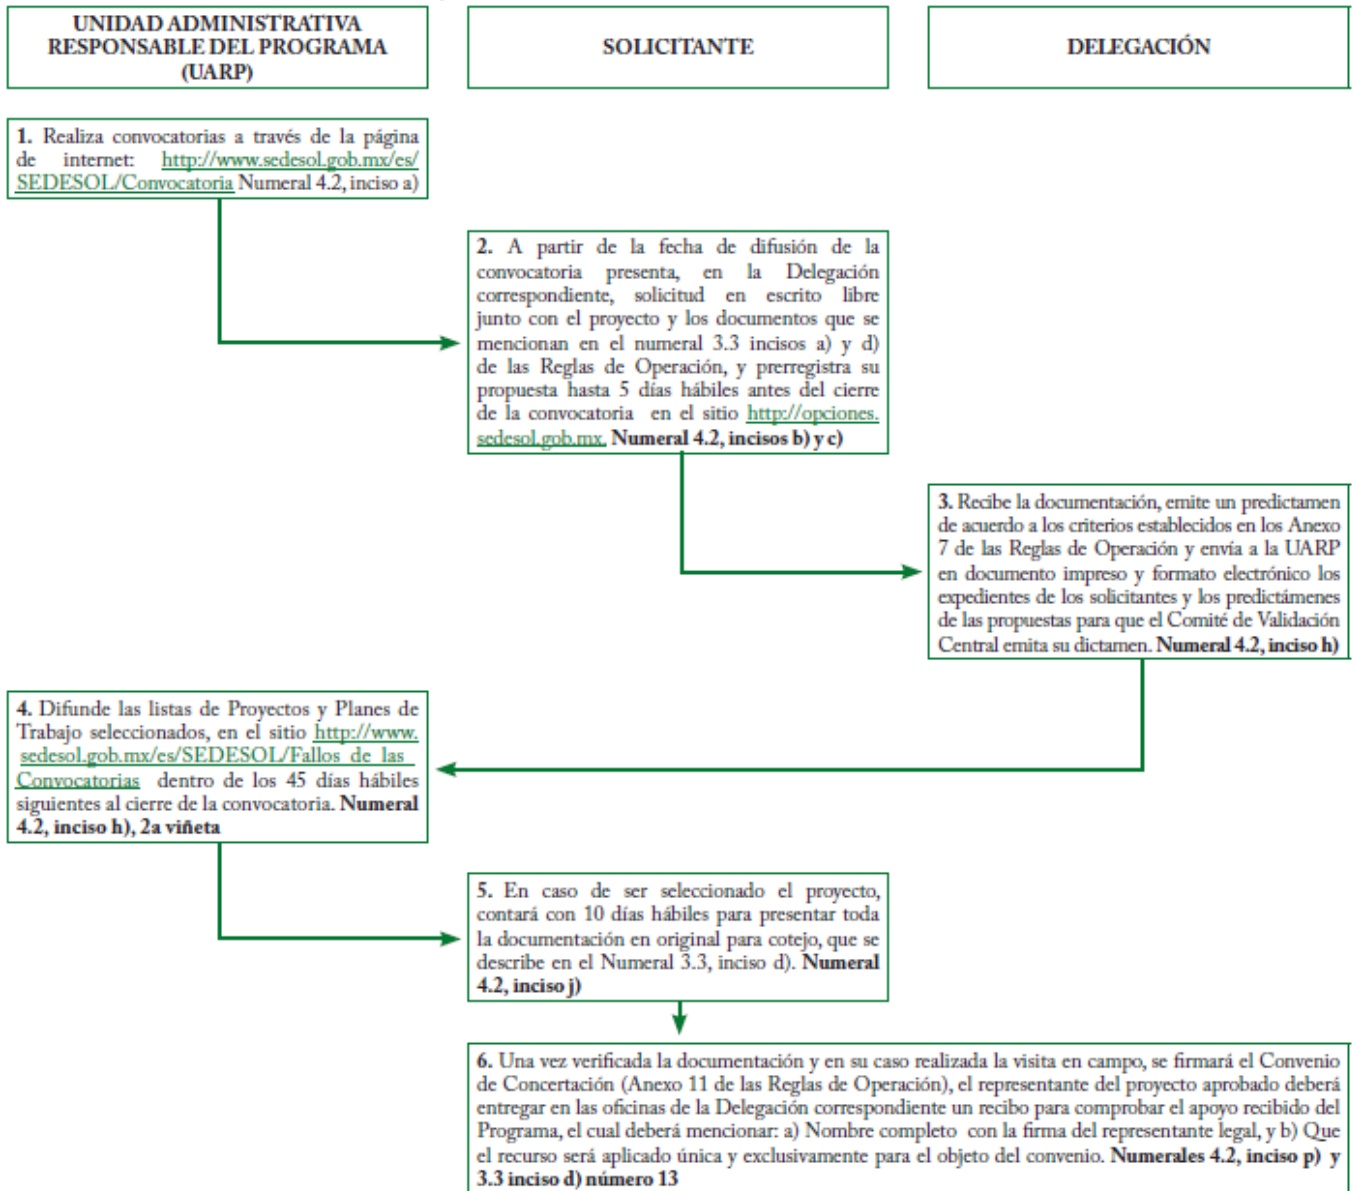 UNIDAD ADMINISTRATIVA
RESPONSABLE DEL PROGRAMA
(UARP)
SOLICITANTE
DELEGACIÓN
1. Realiza convocatorias a través de la página
de internet: http://www.sedesol.gob.mx/es/
SEDESOL/Convocatoria Numeral 4.2, inciso a)
2. A partir de la fecha de difusión de la
convocatoria presenta, en la Delegación
correspondiente, solicitud en escrito libre
junto con el proyecto y los documentos que se
mencionan en el numeral 3.3 incisos a) y d)
de las Reglas de Operación, y prerregistra su
propuesta hasta 5 días hábiles antes del cierre
de la convocatoria en el sitio http://opciones.
sedesol.gob.mx. Numeral 4.2, incisos b) y c)
3. Recibe la documentación, emite un predictamen
de acuerdo a los criterios establecidos en los Anexo
7 de las Reglas de Operación y envía a la UARP
en documento impreso y formato electrónico los
expedientes de los solicitantes y los predictámenes
de las propuestas para que el Comité de Validación
Central emita su dictamen. Numeral 4.2, inciso h)
4. Difunde las listas de Proyectos y Planes de
Trabajo seleccionados, en el sitio http://www.
sedesol.gob.mx/es/SEDESOL/Fallos_de_las_
Convocatorias dentro de los 45 días hábiles
siguientes al cierre de la convocatoria. Numeral
4.2, inciso h), 2a viñeta
5. En caso de ser seleccionado el proyecto,
contará con 10 días hábiles para presentar toda
la documentación en original para cotejo, que se
describe en el Numeral 3.3, inciso d). Numeral
4.2, inciso j)
6. Una vez verificada la documentación y en su caso realizada la visita en campo, se firmará el Convenio
de Concertación (Anexo 11 de las Reglas de Operación), el representante del proyecto aprobado deberá
entregar en las oficinas de la Delegación correspondiente un recibo para comprobar el apoyo recibido del
Programa, el cual deberá mencionar: a) Nombre completo con la firma del representante legal, y b) Que
el recurso será aplicado única y exclusivamente para el objeto del convenio. Numerales 4.2, inciso p) y
3.3 inciso d) número 13